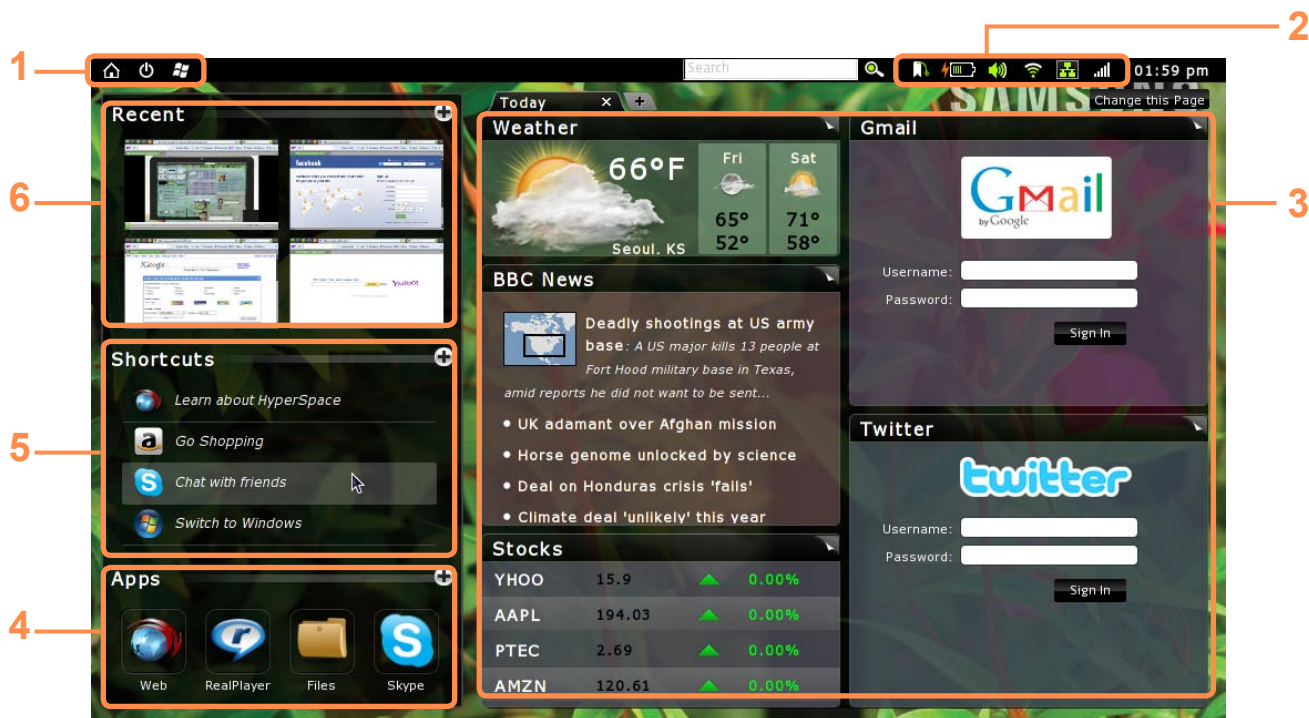 2
1
Search
01:59 pm
SAMSUNG
Change this Page
Today
Recent
facebook
iGoogle
YAHOO!
6
Weather
66°F
Seoul, KS
Fri
65°
52°
Sat
71°
58°
Gmail
Gmail
by Google
Username:
Password:
Sign In
3
BBC News
Deadly shootings at US army
base: A US major kills 13 people at
Fort Hood military base in Texas,
amid reports he did not want to be sent...
• UK adamant over Afghan mission
• Horse genome unlocked by science
• Deal on Honduras crisis 'fails'
• Climate deal 'unlikely' this year
Shortcuts
Learn about HyperSpace
Go Shopping
Chat with friends
Switch to Windows
5
Twitter
twitter
Username:
Password:
Sign In
Stocks
YHOO 15.9 0.00%
AAPL 194.03 0.00%
PTEC 2.69 0.00%
AMZN 120.61 0.00%
Apps
Web RealPlayer Files Skype
4